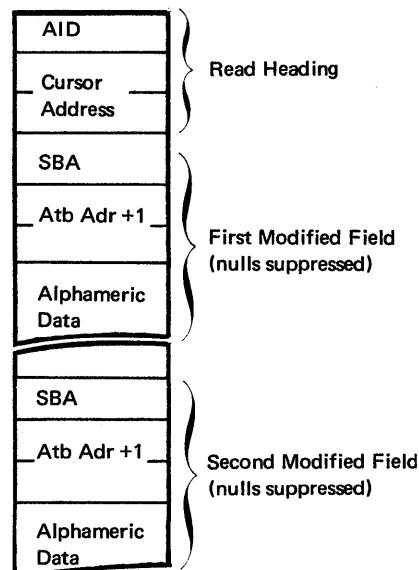 AID
Cursor
Address
Read Heading
SBA
Atb Adr +1
Alphameric
Data
First Modified Field
(nulls suppressed)
SBA
Atb Adr +1
Alphameric
Data
Second Modified Field
(nulls suppressed)